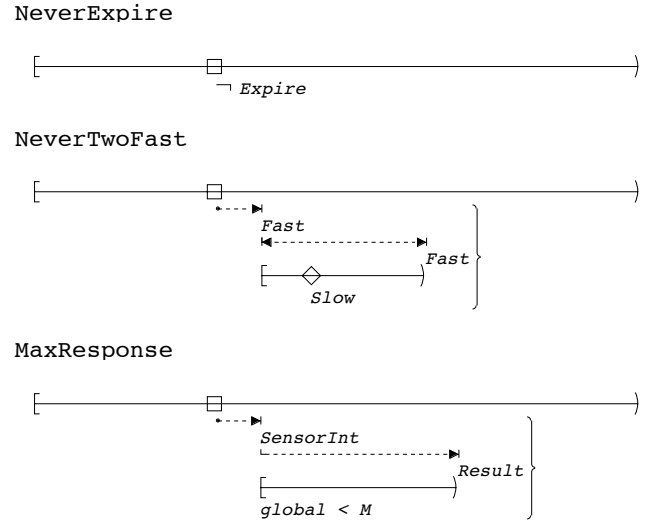 NeverExpire
¬ Expire
NeverTwoFast
Fast
Fast
Slow
MaxResponse
SensorInt
Result
global < M